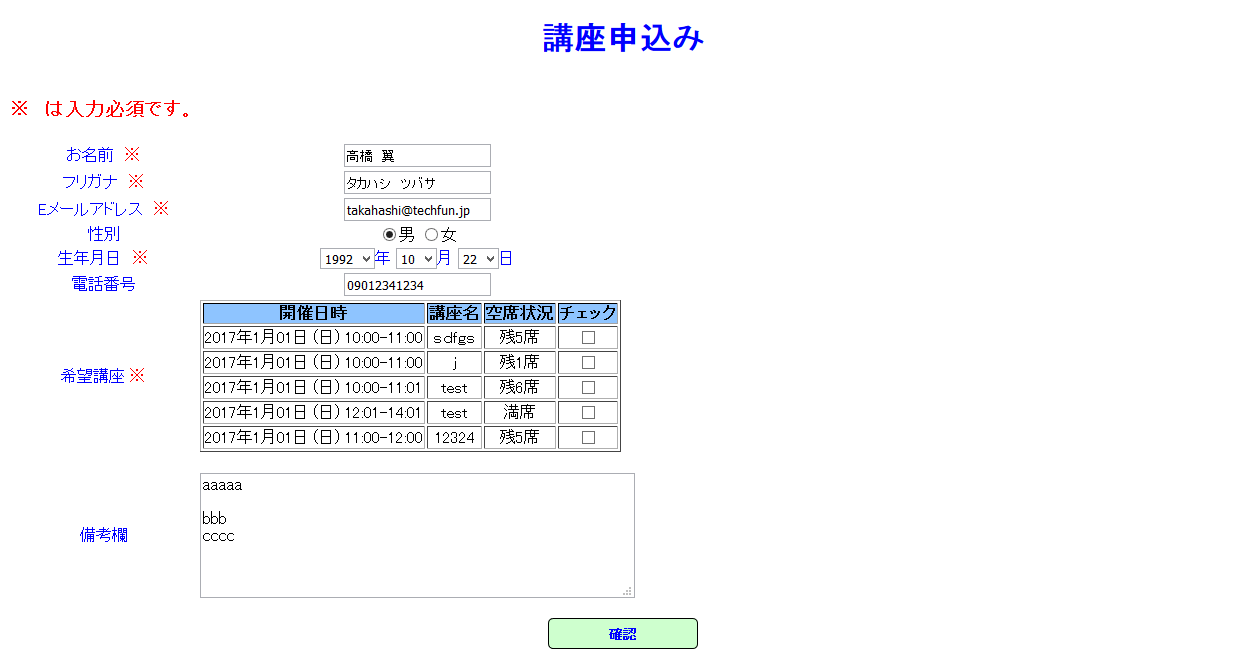 講座申込み
※　は入力必須です。
お名前 ※ 高橋 翼
フリガナ ※ タカハシ ツバサ
Eメールアドレス ※ takahashi@techfun.jp
性別 男 女
生年月日 ※ 1992 年 10 月 22 日
電話番号 09012341234
開催日時 講座名 空席状況 チェック
2017年1月01日（日）10:00-11:00 sdfgs 残5席
2017年1月01日（日）10:00-11:00 j 残1席
希望講座 ※
2017年1月01日（日）10:00-11:01 test 残6席
2017年1月01日（日）12:01-14:01 test 満席
2017年1月01日（日）11:00-12:00 12324 残5席
aaaaa
bbb
備考欄
cccc
確認